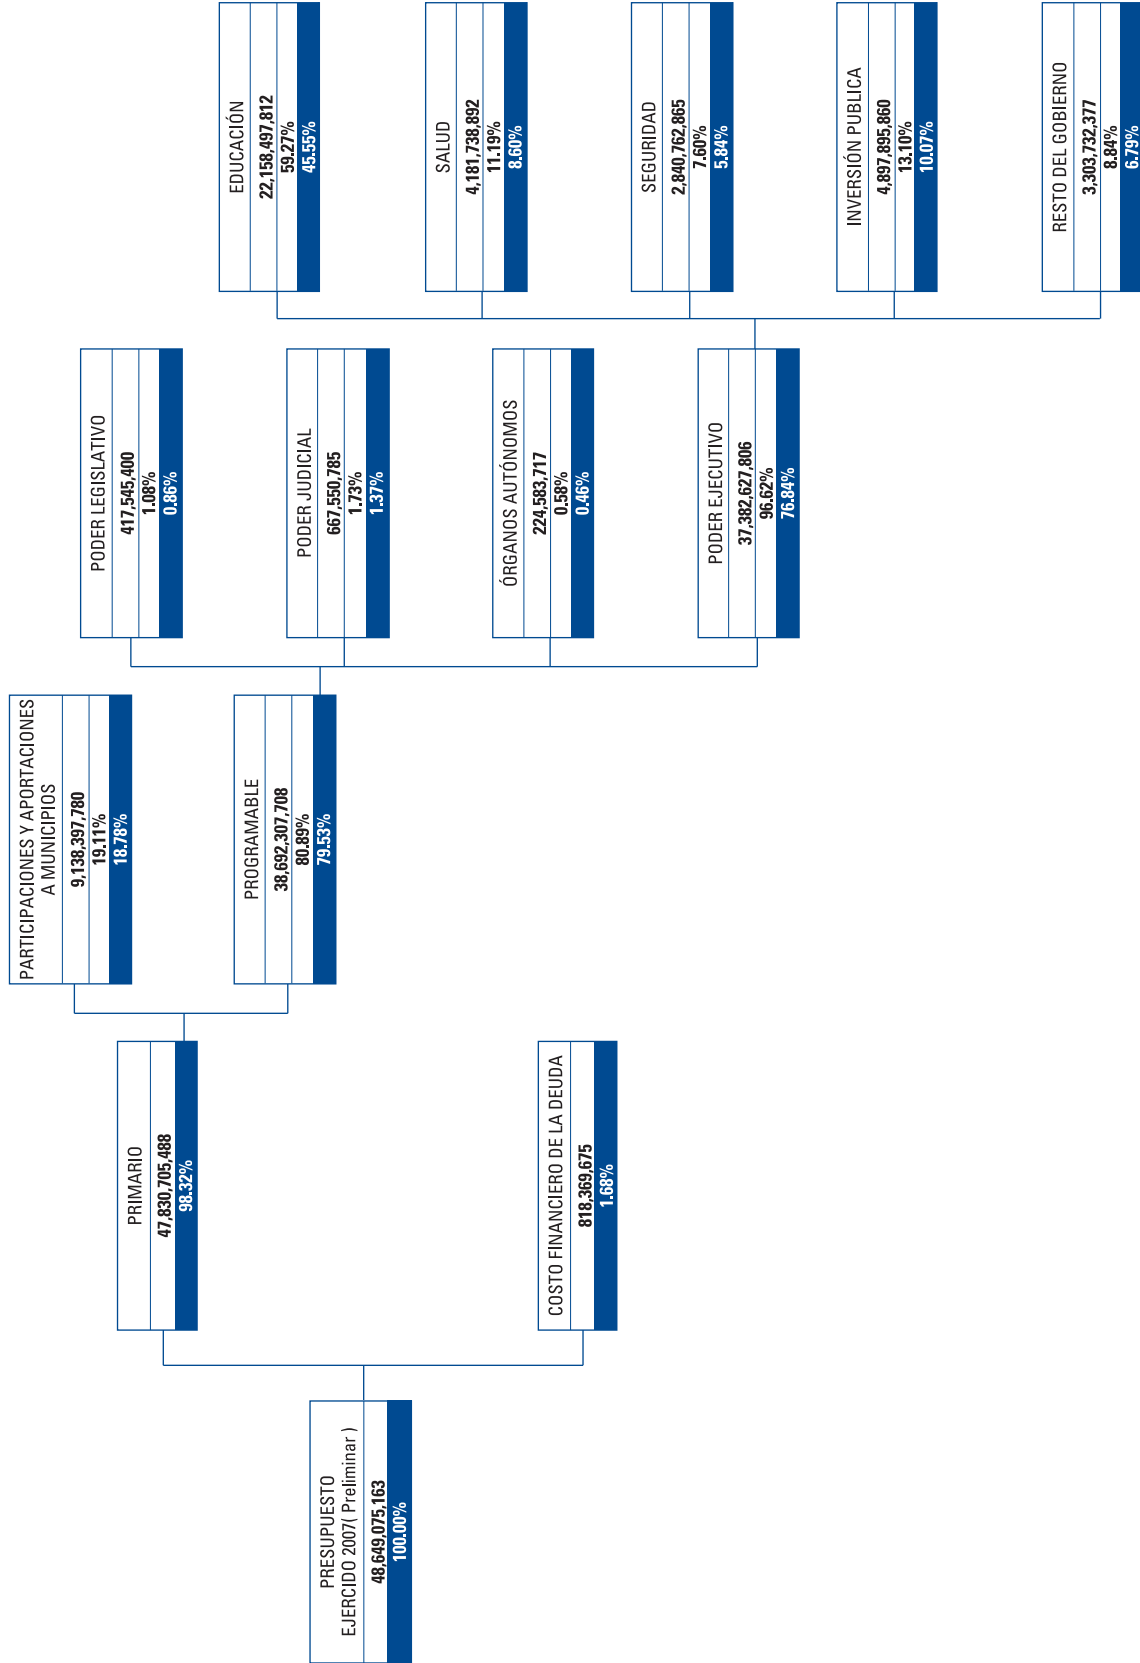 PRESUPUESTO
EJERCIDO 2007( Preliminar )
48,649,075,163
100.00%
PRIMARIO
47,830,705,488
98.32%
COSTO FINANCIERO DE LA DEUDA
818,369,675
1.68%
PARTICIPACIONES Y APORTACIONES
A MUNICIPIOS
9,138,397,780
19.11%
18.78%
PROGRAMABLE
38,692,307,708
80.89%
79.53%
PODER LEGISLATIVO
417,545,400
1.08%
0.86%
PODER JUDICIAL
667,550,785
1.73%
1.37%
ÓRGANOS AUTÓNOMOS
224,583,717
0.58%
0.46%
PODER EJECUTIVO
37,382,627,806
96.62%
76.84%
EDUCACIÓN
22,158,497,812
59.27%
45.55%
SALUD
4,181,738,892
11.19%
8.60%
SEGURIDAD
2,840,762,865
7.60%
5.84%
INVERSIÓN PUBLICA
4,897,895,860
13.10%
10.07%
RESTO DEL GOBIERNO
3,303,732,377
8.84%
6.79%